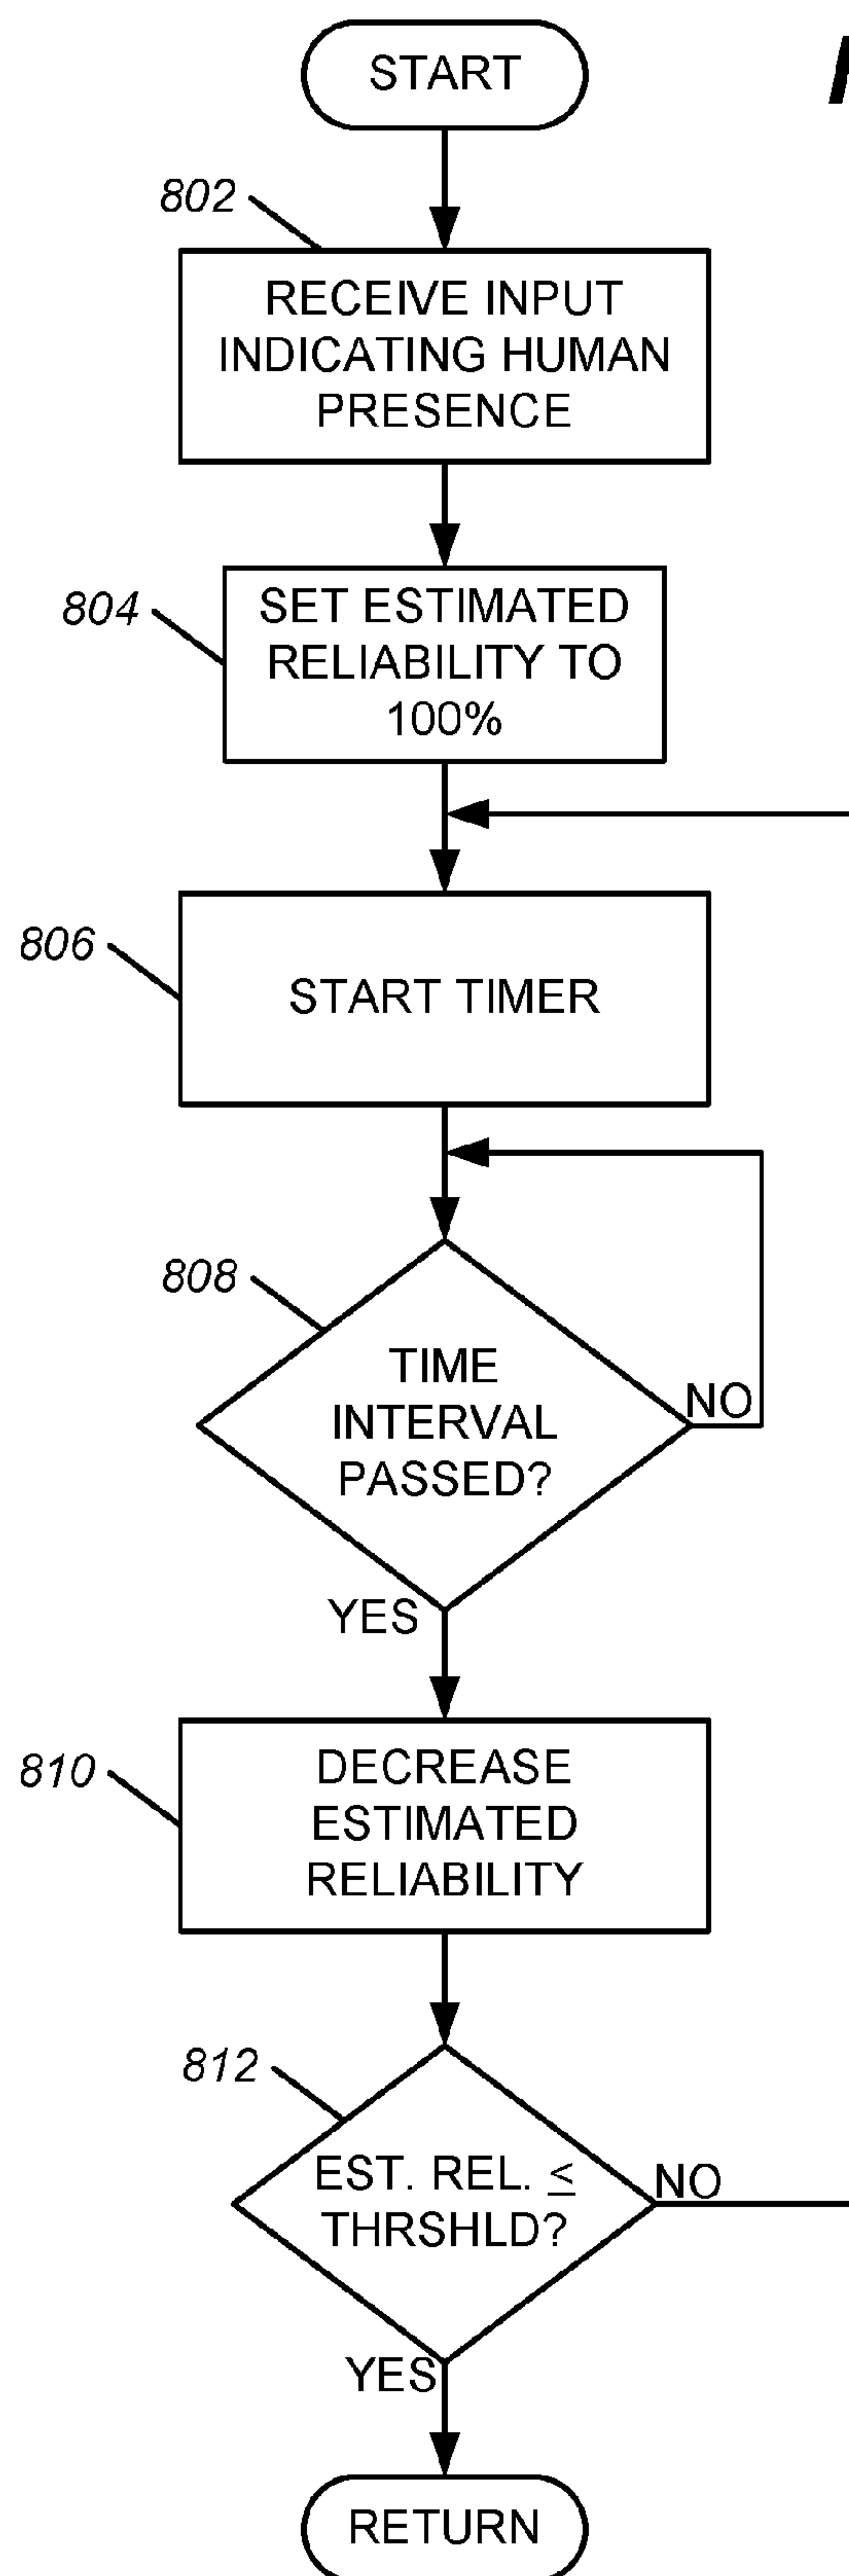 START
802
RECEIVE INPUT
INDICATING HUMAN
PRESENCE
804
SET ESTIMATED
RELIABILITY TO
100%
806
START TIMER
808
TIME
INTERVAL
PASSED?
NO
YES
810
DECREASE
ESTIMATED
RELIABILITY
812
EST. REL. ≤
THRSHLD?
NO
YES
RETURN